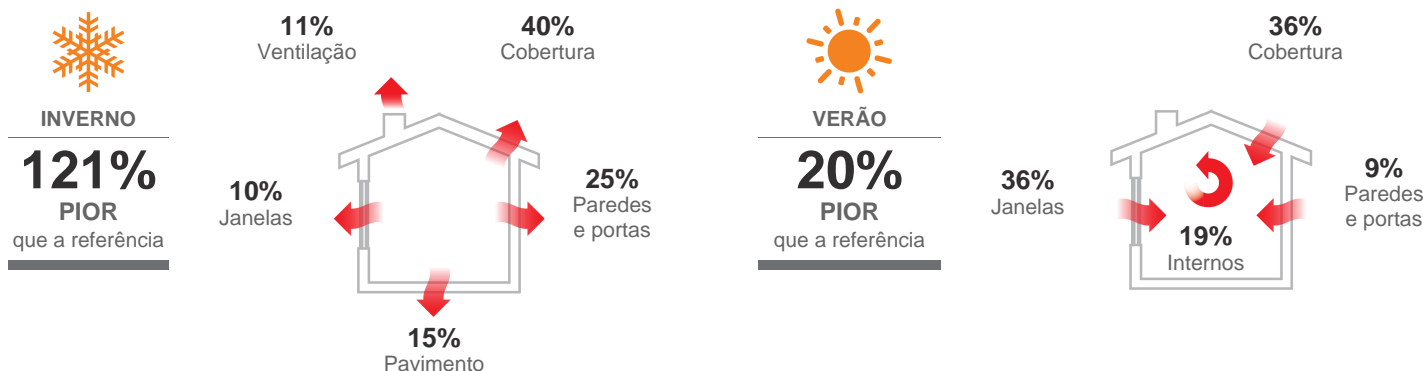 INVERNO
121%
PIOR
que a referência
11%
Ventilação
40%
Cobertura
10%
Janelas
25%
Paredes
e portas
15%
Pavimento
VERÃO
20%
PIOR
que a referência
36%
Cobertura
36%
Janelas
19%
Internos
9%
Paredes
e portas